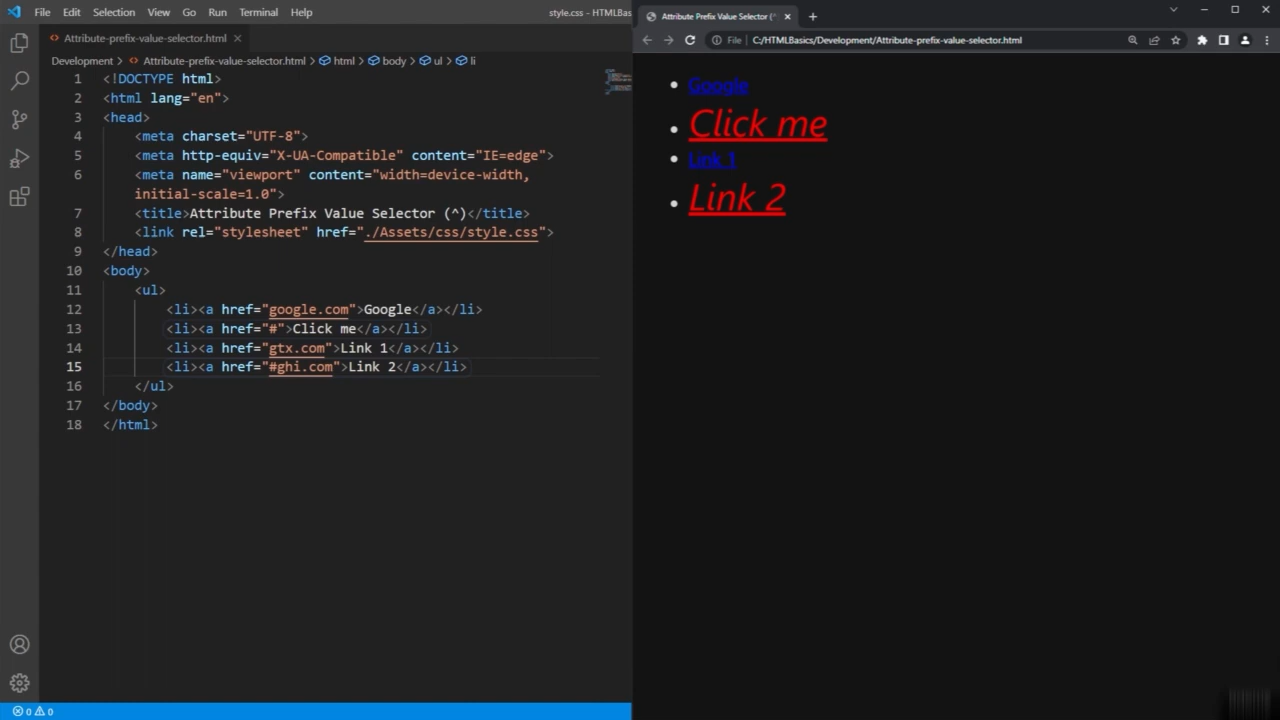 File Edit Selection View Go Run Terminal Help
style.css - HTMLBas
Attribute-prefix-value-selector.html
Development > Attribute-prefix-value-selector.html > html > body > ul > li
1 <!DOCTYPE html>
2 <html lang="en">
3 <head>
4 <meta charset="UTF-8">
5 <meta http-equiv="X-UA-Compatible" content="IE=edge">
6 <meta name="viewport" content="width=device-width,
initial-scale=1.0">
7 <title>Attribute Prefix Value Selector (^)</title>
8 <link rel="stylesheet" href="./Assets/css/style.css">
9 </head>
10 <body>
11 <ul>
12 <li><a href="google.com">Google</a></li>
13 <li><a href="#">Click me</a></li>
14 <li><a href="gtx.com">Link 1</a></li>
15 <li><a href="#ghi.com">Link 2</a></li>
16 </ul>
17 </body>
18 </html>
0 0
Attribute Prefix Value Selector (^
File C:/HTMLBasics/Development/Attribute-prefix-value-selector.html
Google
Click me
Link 1
Link 2